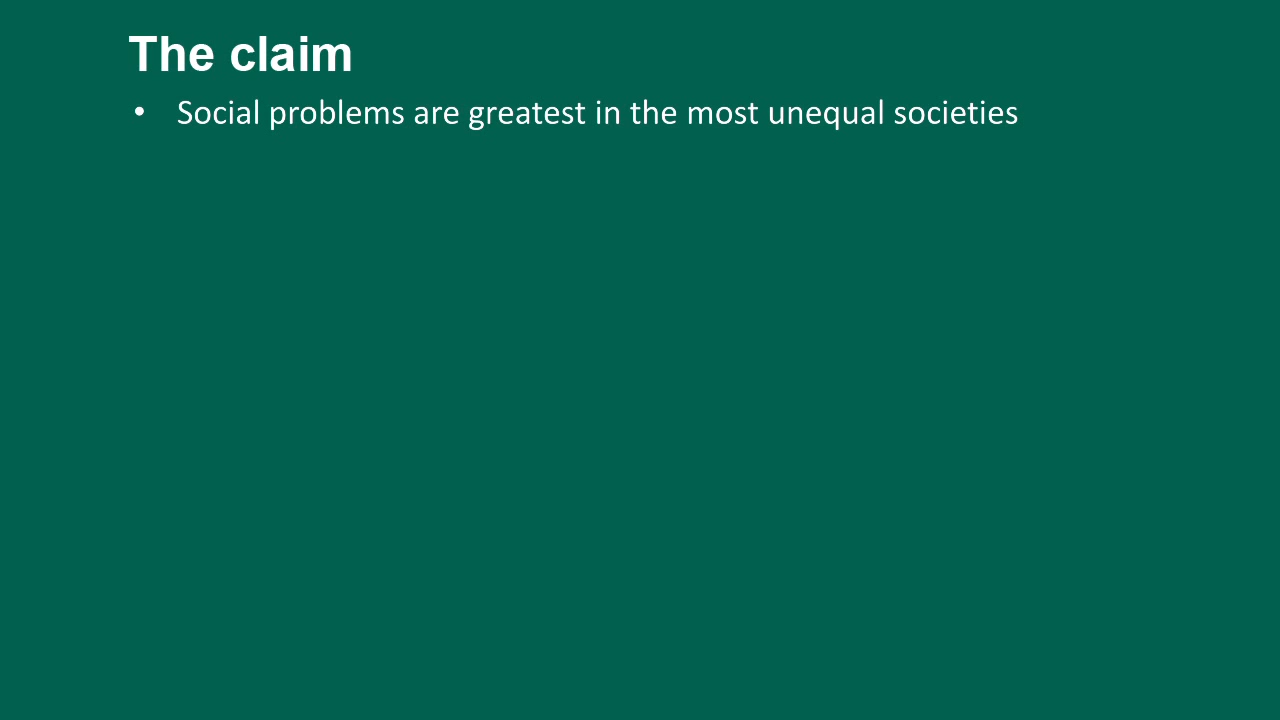 The claim
• Social problems are greatest in the most unequal societies